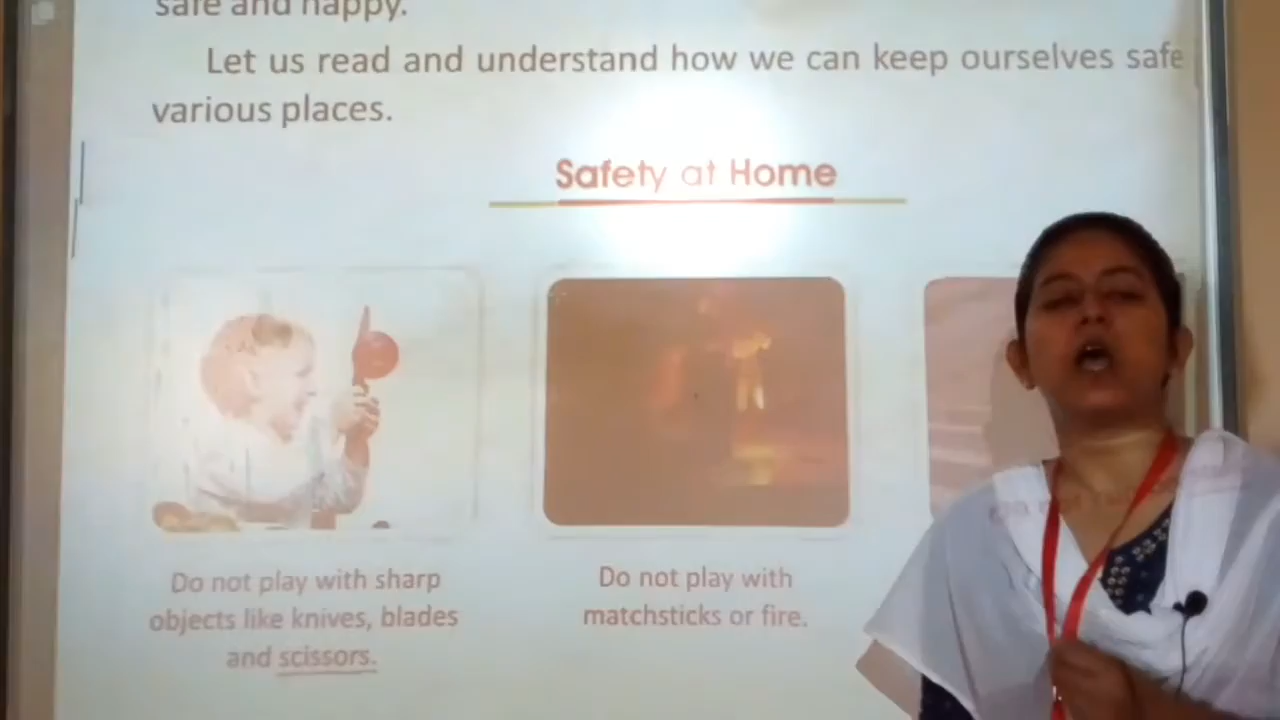 safe and happy.
Let us read and understand how we can keep ourselves safe
various places.
Safety at Home
Do not play with sharp
objects like knives, blades
and scissors.
Do not play with
matchsticks or fire.